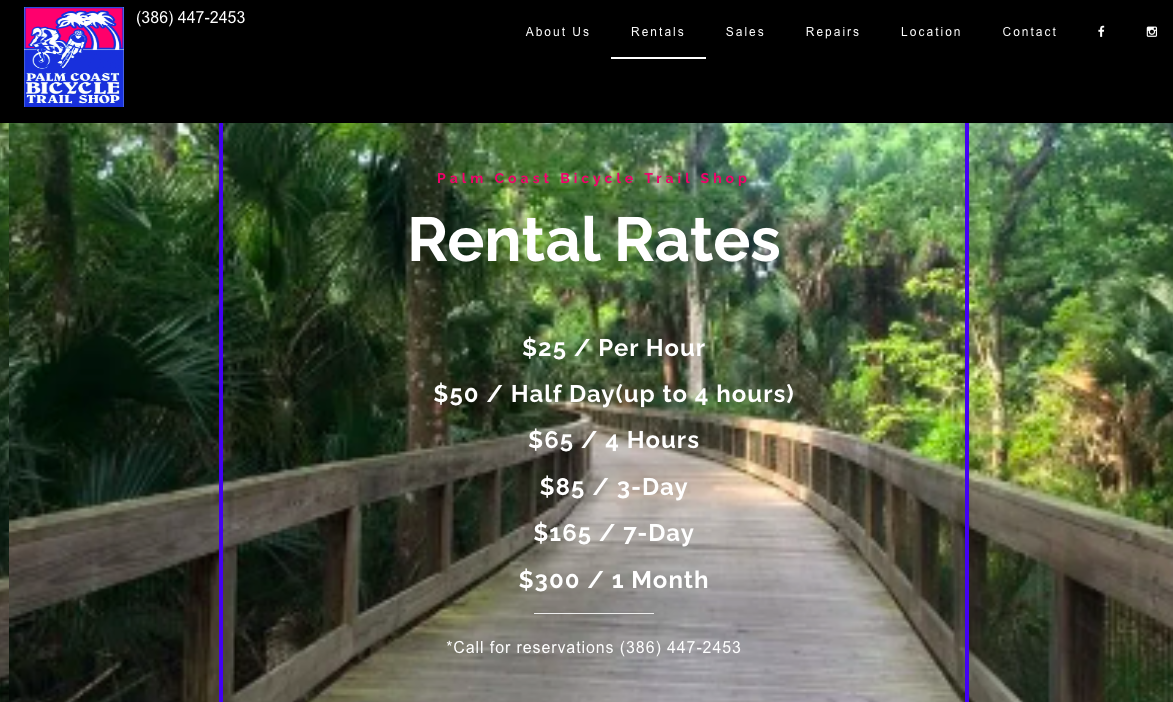 (386) 447-2453
About Us Rentals Sales Repairs Location Contact
PALM COAST
BICYCLE
TRAIL SHOP
Palm Coast Bicycle Trail Shop
Rental Rates
$25 / Per Hour
$50 / Half Day(up to 4 hours)
$65 / 4 Hours
$85 / 3-Day
$165 / 7-Day
$300 / 1 Month
*Call for reservations (386) 447-2453